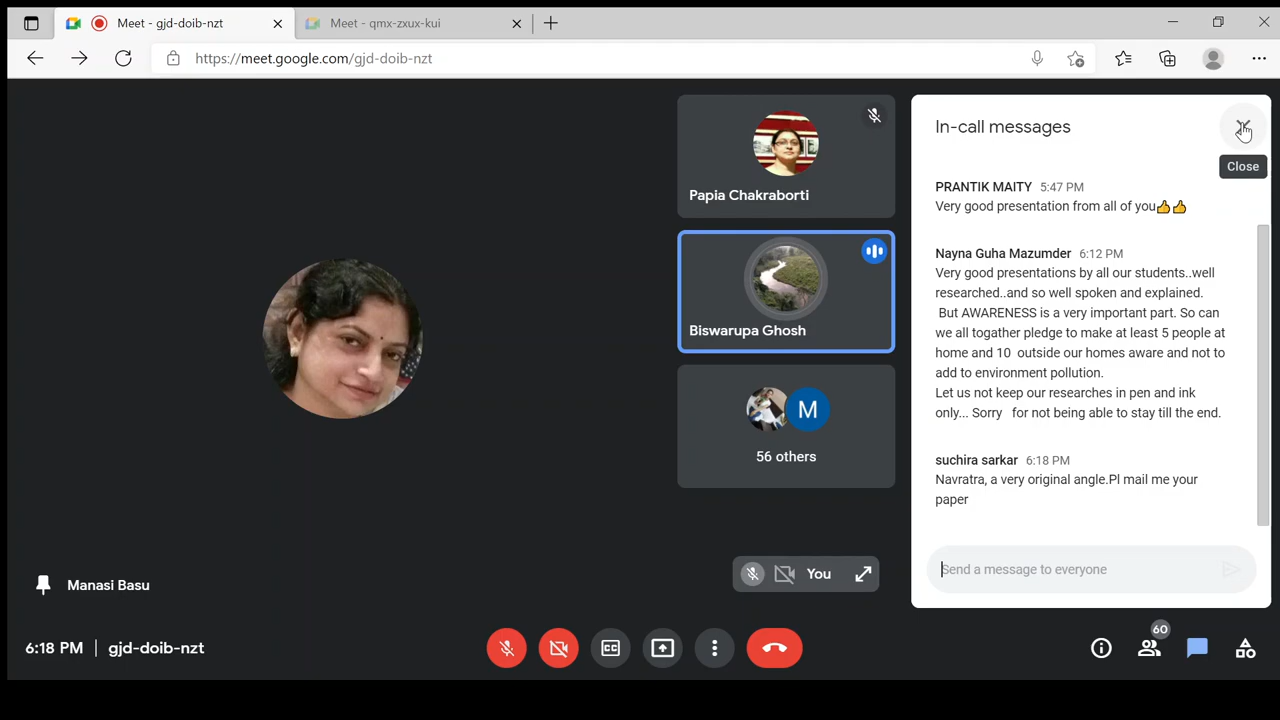 Meet - gjd-doib-nzt
Meet - qmx-zxux-kui
https://meet.google.com/gjd-doib-nzt
Papia Chakraborti
Biswarupa Ghosh
M
56 others
You
Manasi Basu
6:18 PM | gjd-doib-nzt
CC
60
In-call messages
Close
PRANTIK MAITY 5:47 PM
Very good presentation from all of you👍👍
Nayna Guha Mazumder 6:12 PM
Very good presentations by all our students..well
researched..and so well spoken and explained.
But AWARENESS is a very important part. So can
we all togather pledge to make at least 5 people at
home and 10 outside our homes aware and not to
add to environment pollution.
Let us not keep our researches in pen and ink
only... Sorry for not being able to stay till the end.
suchira sarkar 6:18 PM
Navratra, a very original angle.Pl mail me your
paper
Send a message to everyone